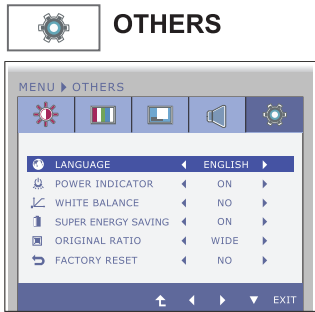 OTHERS
MENU OTHERS
LANGUAGE ENGLISH
POWER INDICATOR ON
WHITE BALANCE NO
SUPER ENERGY SAVING ON
ORIGINAL RATIO WIDE
FACTORY RESET NO
EXIT